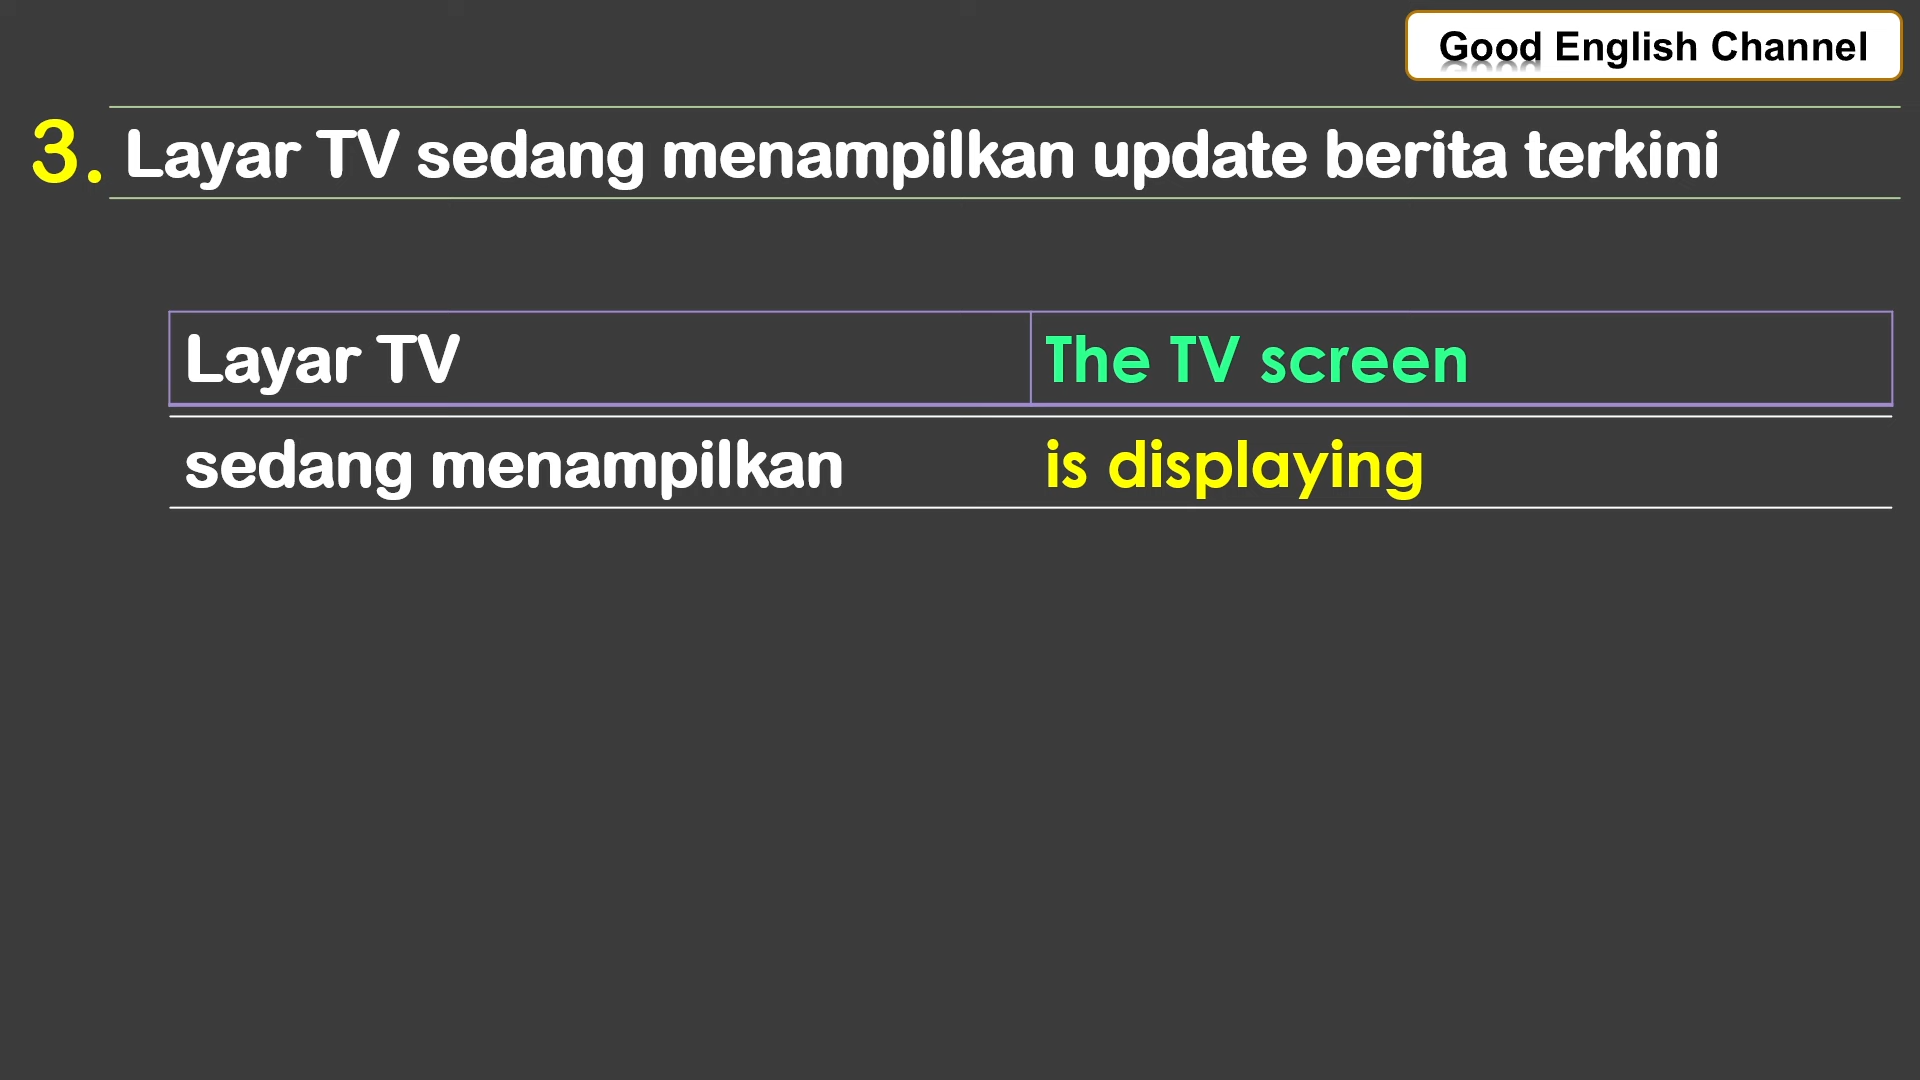 Good English Channel
3. Layar TV sedang menampilkan update berita terkini
Layar TV The TV screen
sedang menampilkan is displaying